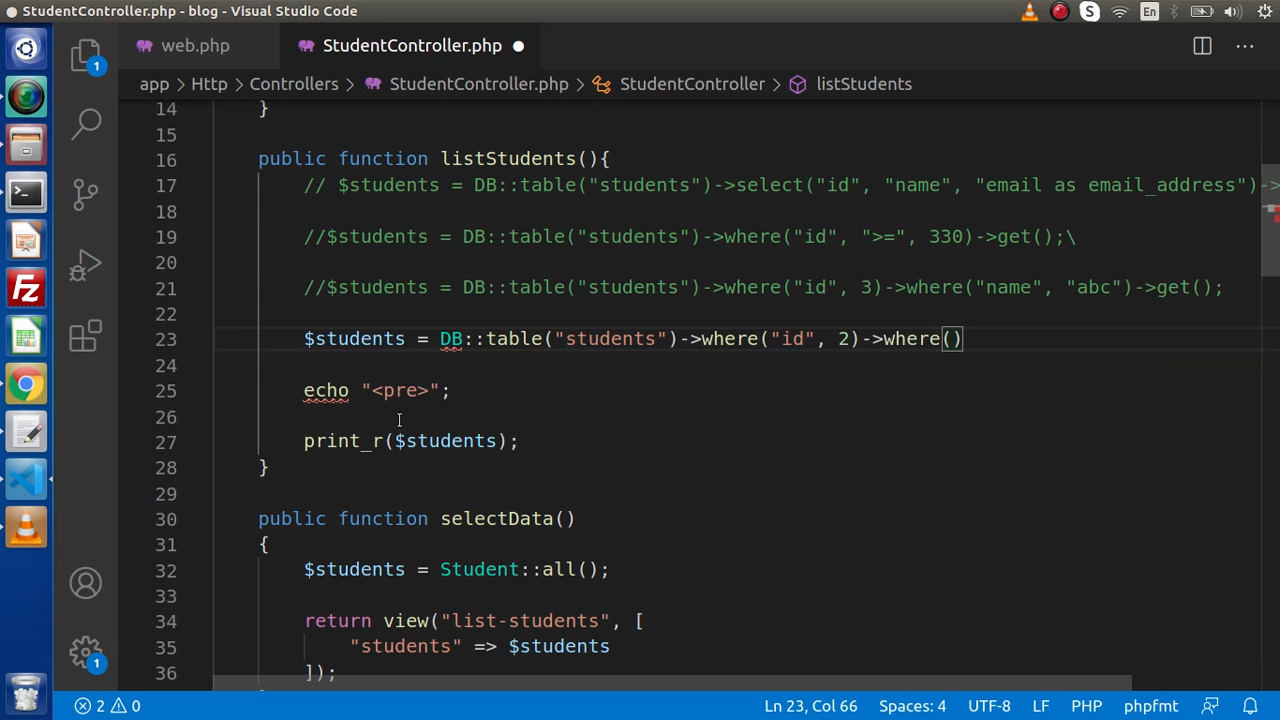 StudentController.php - blog - Visual Studio Code
S
En
web.php
StudentController.php
app > Http > Controllers > StudentController.php > StudentController > listStudents
1
14 }
15
16 public function listStudents(){
17 // $students = DB::table("students")->select("id", "name", "email as email_address")->
18
19 //$students = DB::table("students")->where("id", ">=", 330)->get();\
20
21 //$students = DB::table("students")->where("id", 3)->where("name", "abc")->get();
22
23 $students = DB::table("students")->where("id", 2)->where()
24
25 echo "<pre>";
26
27 print_r($students);
28 }
29
30 public function selectData()
31 {
32 $students = Student::all();
33
34 return view("list-students", [
35 "students" => $students
36 ]);
Fz
1
2 0 Ln 23, Col 66 Spaces: 4 UTF-8 LF PHP phpfmt